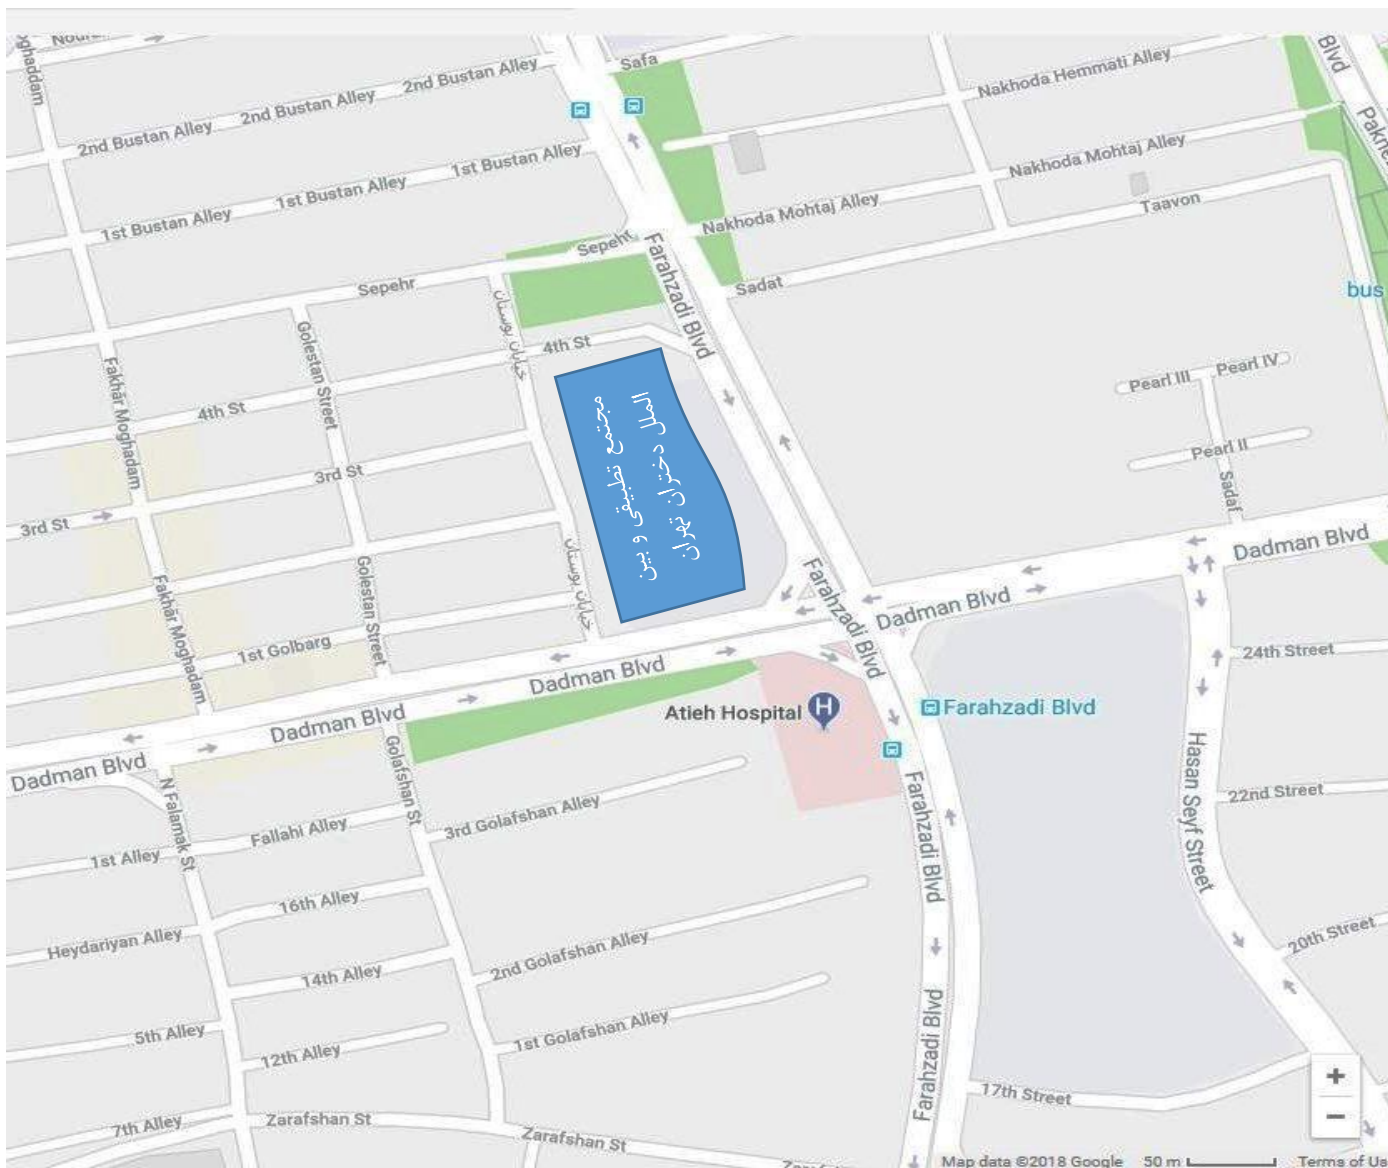 Safa
2nd Bustan Alley
2nd Bustan Alley
2nd Bustan Alley
Nakhoda Hemmati Alley
Blvd
1st Bustan Alley
1st Bustan Alley
1st Bustan Alley
Nakhoda Mohtaj Alley
Nakhoda Mohtaj Alley
Taavon
Sepehr
Sepehr
Sadat
bus
Farahzadi Blvd
خیابان بوستان
Golestan Street
4th St
4th St
Fakhār Moghadam
Pearl III
Pearl IV
Pearl II
Sadaf
مجتمع تطبیقی و بین
الملل دختران تهران
3rd St
3rd St
Dadman Blvd
Golestan Street
خیابان بوستان
Fakhār Moghadam
Farahzadi Blvd
Dadman Blvd
1st Golbarg
24th Street
Dadman Blvd
Atieh Hospital
H
Farahzadi Blvd
Dadman Blvd
Dadman Blvd
Golafshan St
N Falamak St
Hasan Seyf Street
22nd Street
3rd Golafshan Alley
Fallahi Alley
1st Alley
Farahzadi Blvd
16th Alley
Heydariyan Alley
2nd Golafshan Alley
20th Street
14th Alley
5th Alley
1st Golafshan Alley
12th Alley
Farahzadi Blvd
17th Street
+
−
7th Alley
Zarafshan St
Zarafshan St
Map data ©2018 Google
50 m
Terms of Us